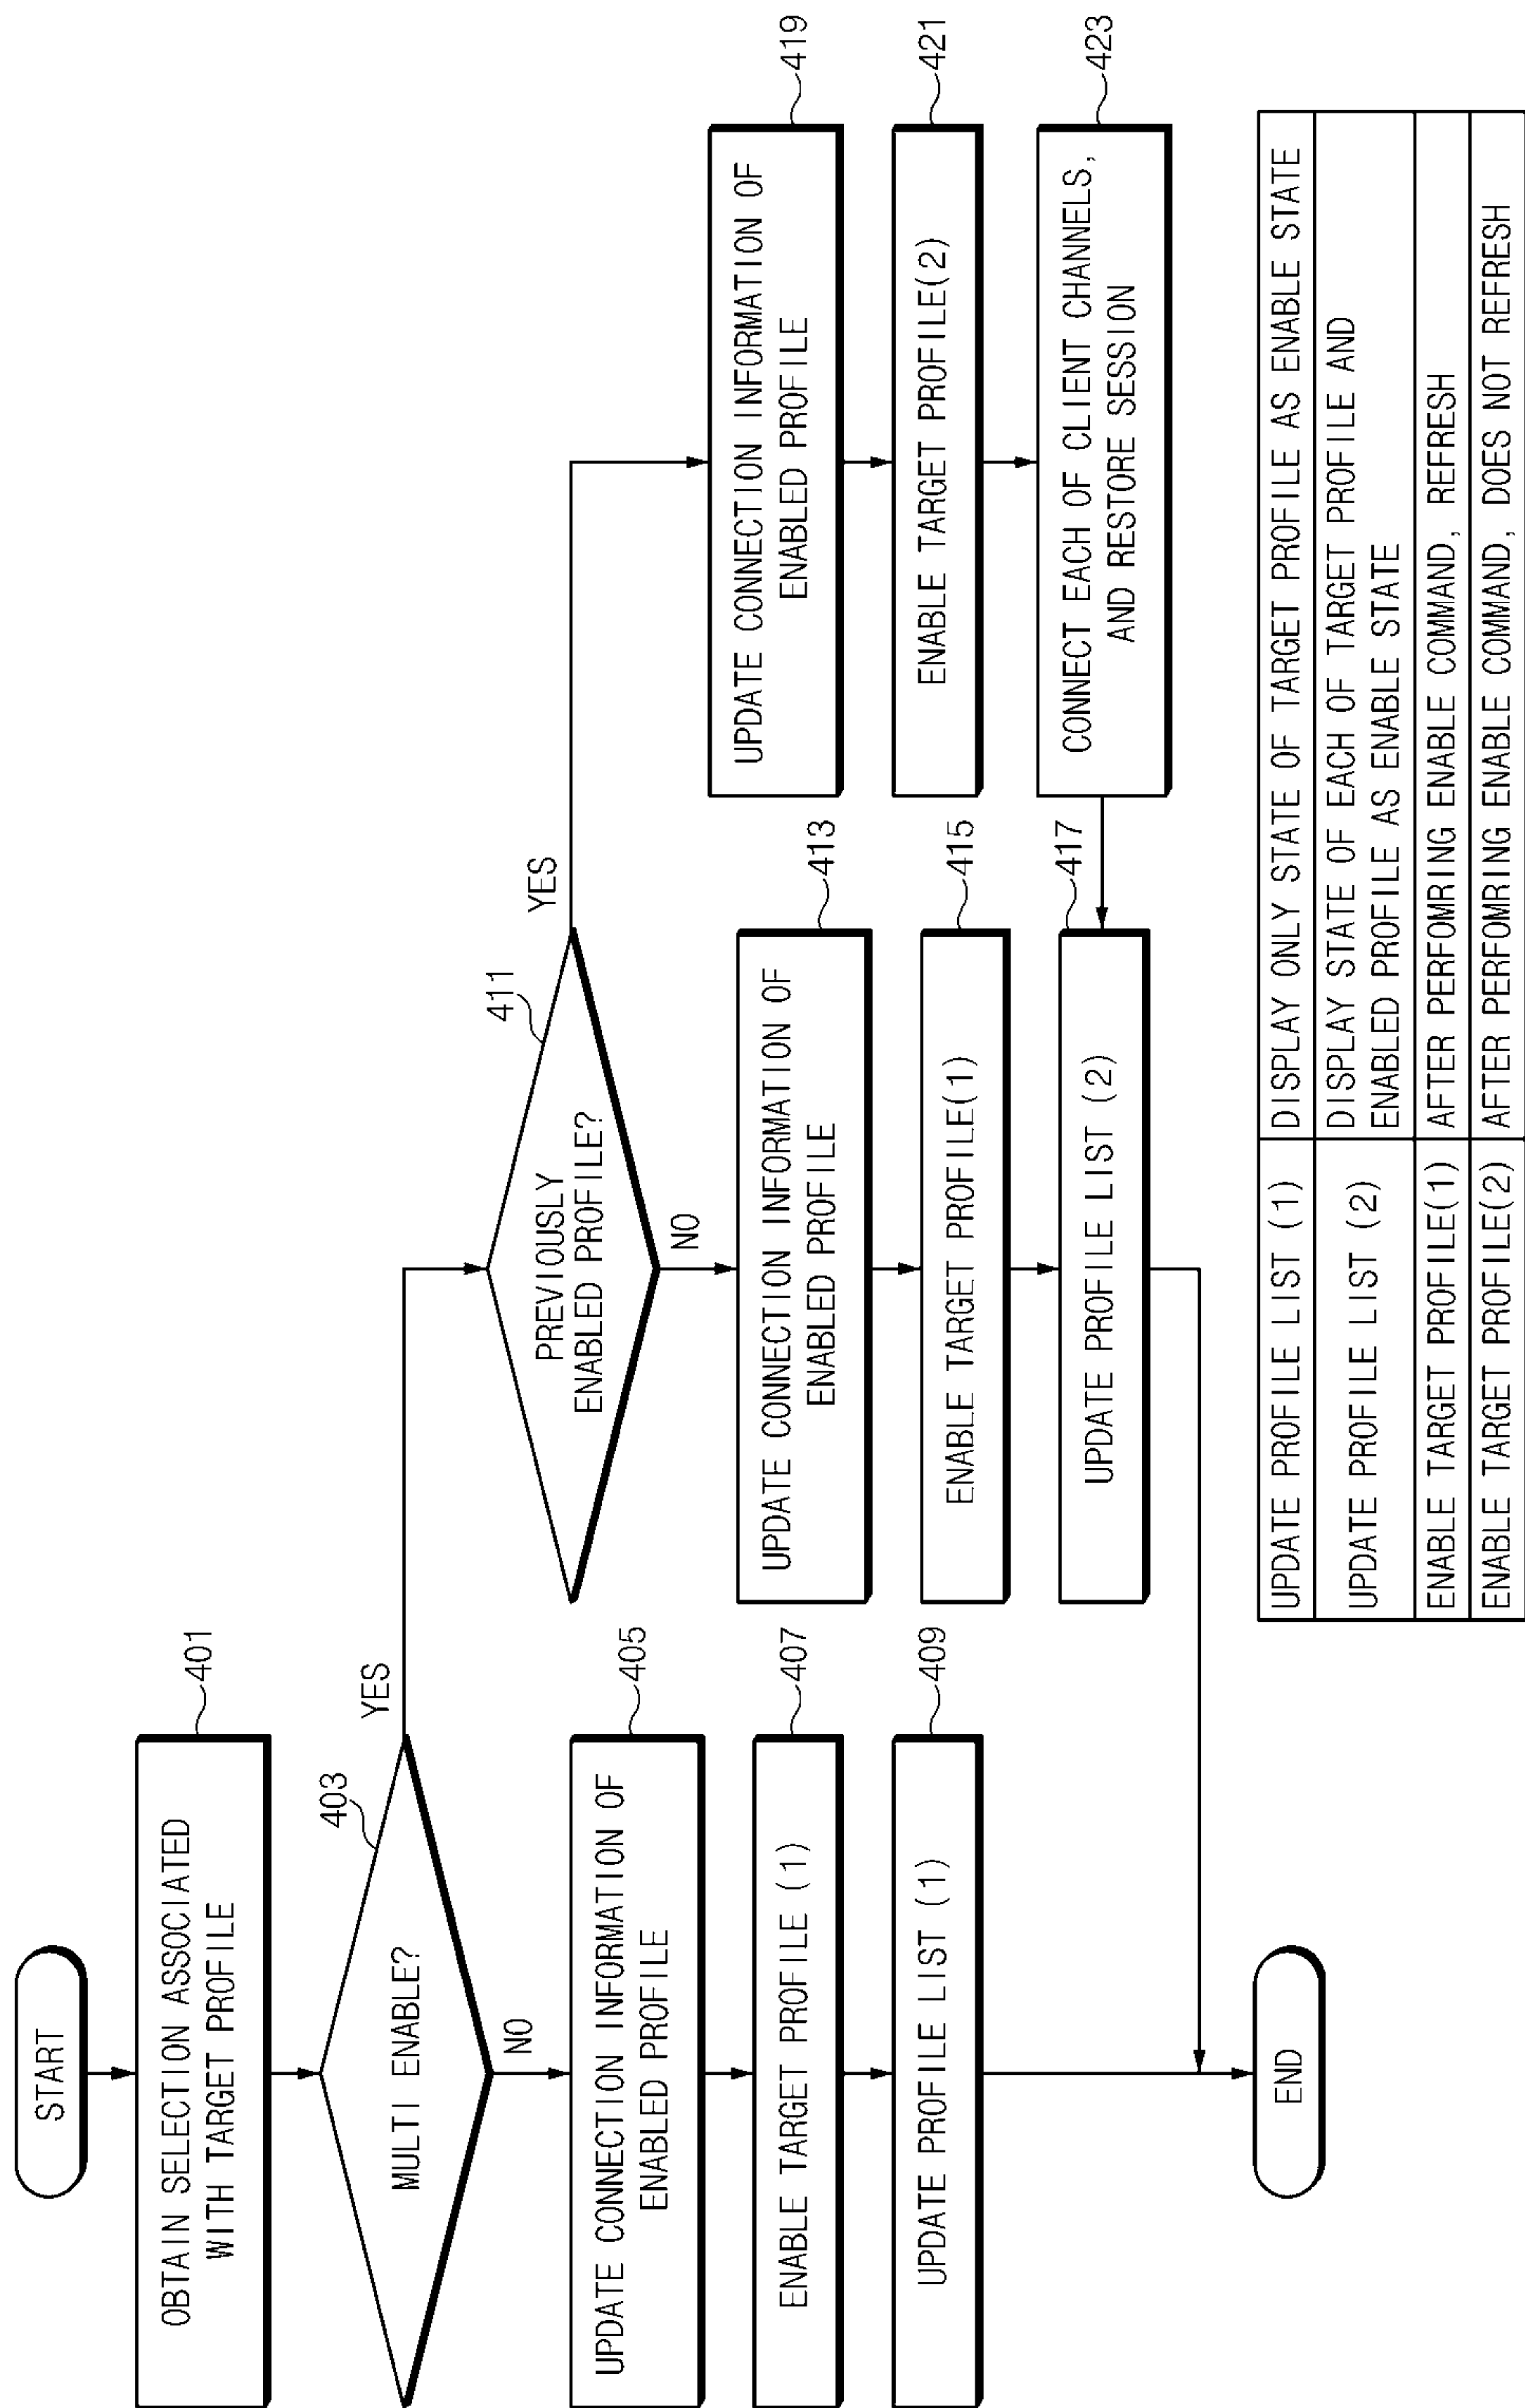 START
OBTAIN SELECTION ASSOCIATED
WITH TARGET PROFILE
401
MULTI ENABLE?
403
YES
NO
UPDATE CONNECTION INFORMATION OF
ENABLED PROFILE
405
ENABLE TARGET PROFILE (1)
407
UPDATE PROFILE LIST (1)
409
PREVIOUSLY
ENABLED PROFILE?
411
YES
NO
UPDATE CONNECTION INFORMATION OF
ENABLED PROFILE
413
ENABLE TARGET PROFILE(1)
415
UPDATE PROFILE LIST (2)
417
UPDATE CONNECTION INFORMATION OF
ENABLED PROFILE
419
ENABLE TARGET PROFILE(2)
421
CONNECT EACH OF CLIENT CHANNELS,
AND RESTORE SESSION
423
END
UPDATE PROFILE LIST (1)
DISPLAY ONLY STATE OF TARGET PROFILE AS ENABLE STATE
UPDATE PROFILE LIST (2)
DISPLAY STATE OF EACH OF TARGET PROFILE AND
ENABLED PROFILE AS ENABLE STATE
ENABLE TARGET PROFILE(1)
AFTER PERFOMRING ENABLE COMMAND, REFRESH
ENABLE TARGET PROFILE(2)
AFTER PERFOMRING ENABLE COMMAND, DOES NOT REFRESH